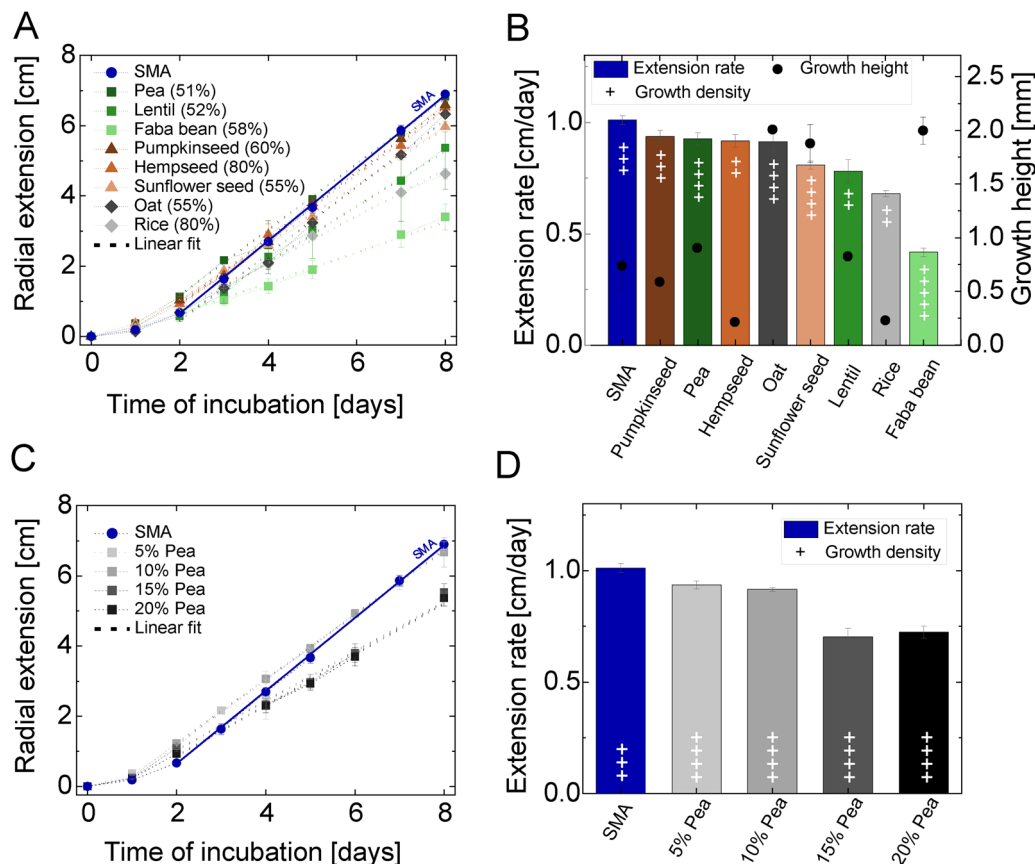 A
Radial extension [cm]
8
6
4
2
0
SMA
Pea (51%)
Lentil (52%)
Faba bean (58%)
Pumpkinseed (60%)
Hempseed (80%)
Sunflower seed (55%)
Oat (55%)
Rice (80%)
Linear fit
SMA
0 2 4 6 8
Time of incubation [days]
B
Extension rate [cm/day]
1.0
0.5
0.0
Extension rate
Growth height
+ Growth density
2.5
2.0
1.5
1.0
0.5
0.0
Growth height [mm]
+++
+++
++++
++
++++
++++
++
++
+++++
SMA
Pumpkinseed
Pea
Hempseed
Oat
Sunflower seed
Lentil
Rice
Faba bean
C
Radial extension [cm]
8
6
4
2
0
SMA
5% Pea
10% Pea
15% Pea
20% Pea
Linear fit
SMA
0 2 4 6 8
Time of incubation [days]
D
Extension rate [cm/day]
1.0
0.5
0.0
Extension rate
+ Growth density
+++
++++
++++
++++
++++
SMA
5% Pea
10% Pea
15% Pea
20% Pea